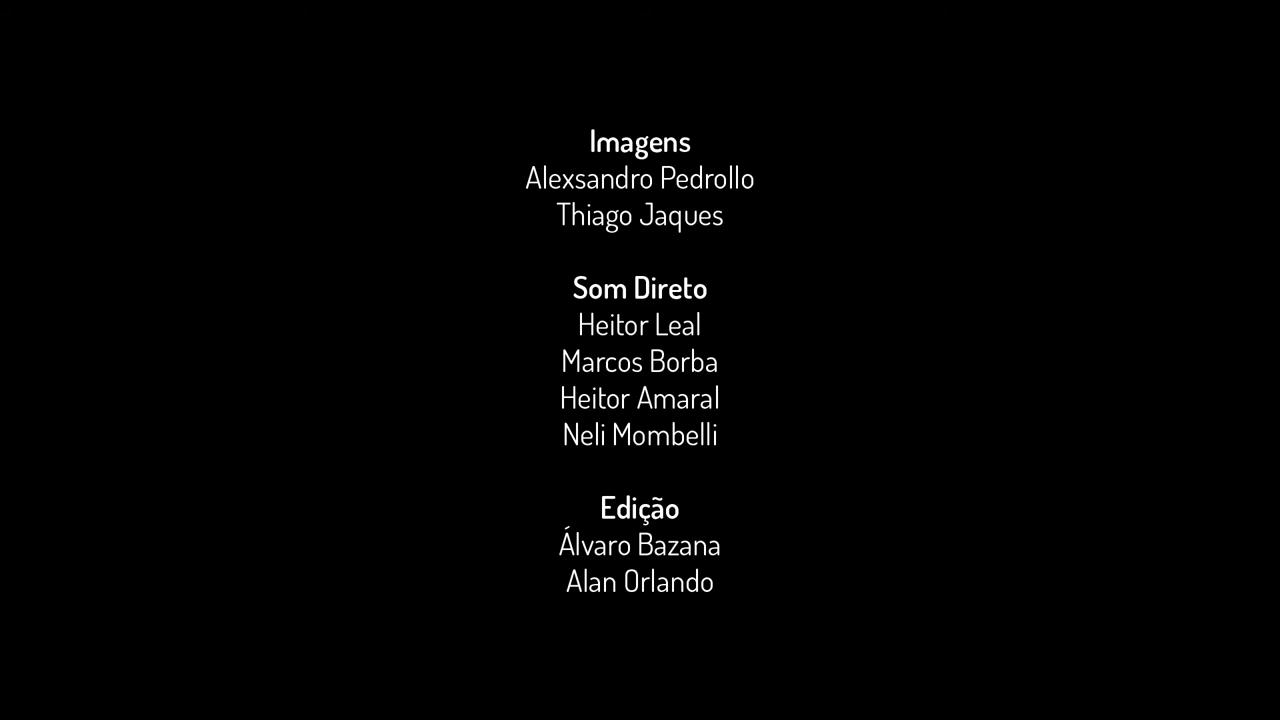 Imagens
Alexsandro Pedrollo
Thiago Jaques
Som Direto
Heitor Leal
Marcos Borba
Heitor Amaral
Neli Mombelli
Edição
Álvaro Bazana
Alan Orlando